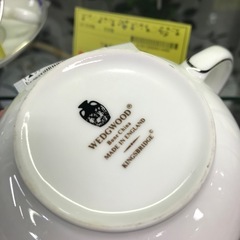 WEDGWOOD®
Bone China
MADE IN ENGLAND
KINGSBRIDGE